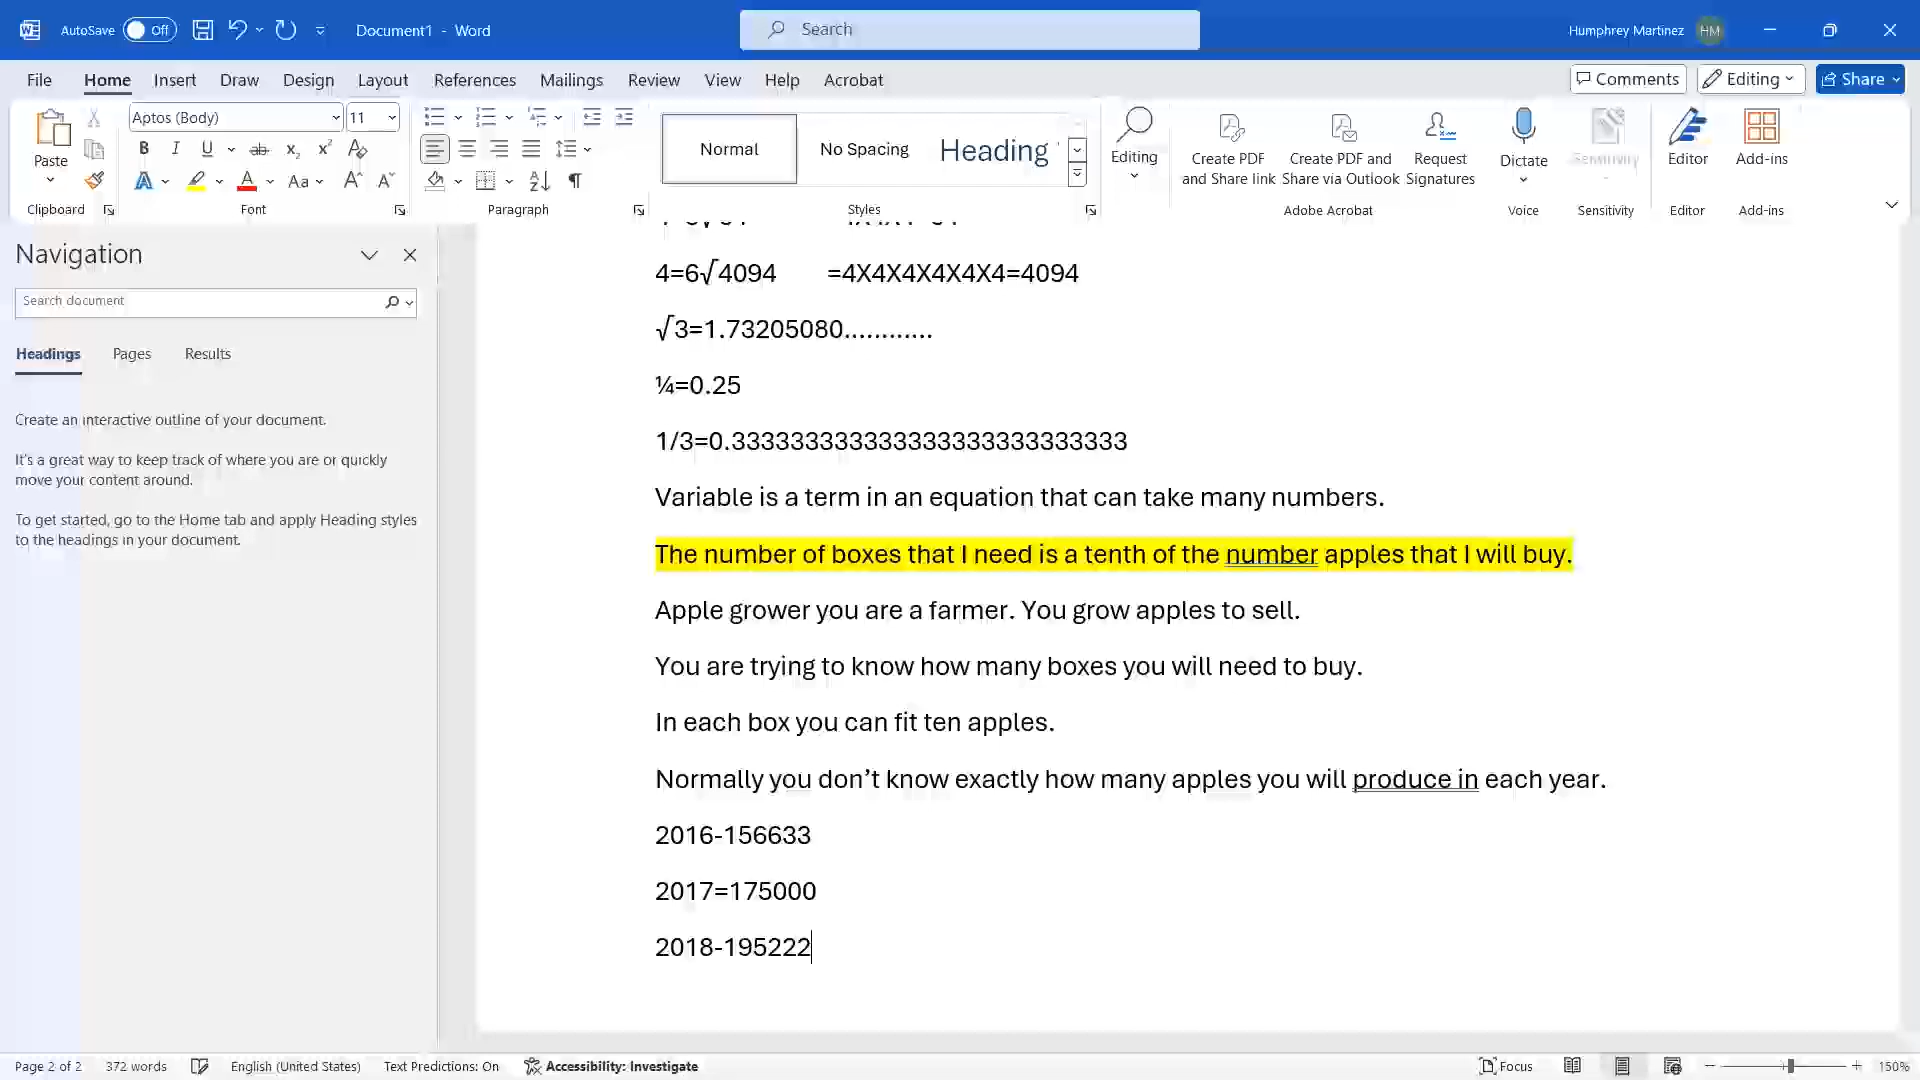 AutoSave Off Document1 - Word Search Humphrey Martinez HM
File Home Insert Draw Design Layout References Mailings Review View Help Acrobat Comments Editing Share
Aptos (Body) 11
Paste
Normal No Spacing Heading
Editing
Create PDF and Share link
Create PDF and Share via Outlook
Request Signatures
Dictate
Sensitivity
Editor
Add-ins
Clipboard Font Paragraph Styles Adobe Acrobat Voice Sensitivity Editor Add-ins
Navigation
Search document
Headings Pages Results
Create an interactive outline of your document.
It's a great way to keep track of where you are or quickly
move your content around.
To get started, go to the Home tab and apply Heading styles
to the headings in your document.
4=6√4094 =4X4X4X4X4X4=4094
√3=1.73205080............
¼=0.25
1/3=0.3333333333333333333333333333
Variable is a term in an equation that can take many numbers.
The number of boxes that I need is a tenth of the number apples that I will buy.
Apple grower you are a farmer. You grow apples to sell.
You are trying to know how many boxes you will need to buy.
In each box you can fit ten apples.
Normally you don’t know exactly how many apples you will produce in each year.
2016-156633
2017=175000
2018-195222
Page 2 of 2 372 words English (United States) Text Predictions: On Accessibility: Investigate Focus 150%